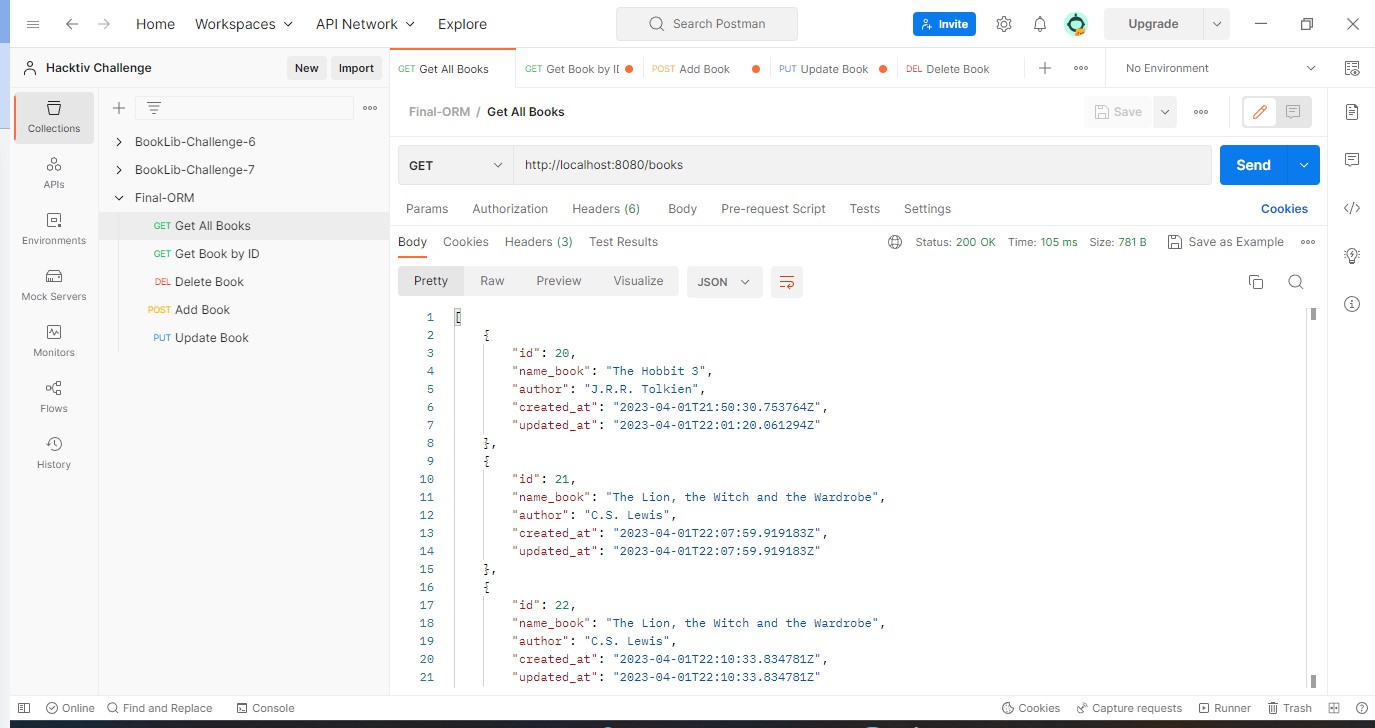 Home Workspaces API Network Explore Search Postman Invite Upgrade
Hacktiv Challenge New Import
GET Get All Books GET Get Book by I POST Add Book PUT Update Book DEL Delete Book No Environment
Collections
APIs
Environments
Mock Servers
Monitors
Flows
History
BookLib-Challenge-6
BookLib-Challenge-7
Final-ORM
GET Get All Books
GET Get Book by ID
DEL Delete Book
POST Add Book
PUT Update Book
Final-ORM / Get All Books Save
GET http://localhost:8080/books Send
Params Authorization Headers (6) Body Pre-request Script Tests Settings Cookies
Body Cookies Headers (3) Test Results Status: 200 OK Time: 105 ms Size: 781 B Save as Example
Pretty Raw Preview Visualize JSON
1 [
2 {
3 "id": 20,
4 "name_book": "The Hobbit 3",
5 "author": "J.R.R. Tolkien",
6 "created_at": "2023-04-01T21:50:30.753764Z",
7 "updated_at": "2023-04-01T22:01:20.061294Z"
8 },
9 {
10 "id": 21,
11 "name_book": "The Lion, the Witch and the Wardrobe",
12 "author": "C.S. Lewis",
13 "created_at": "2023-04-01T22:07:59.919183Z",
14 "updated_at": "2023-04-01T22:07:59.919183Z"
15 },
16 {
17 "id": 22,
18 "name_book": "The Lion, the Witch and the Wardrobe",
19 "author": "C.S. Lewis",
20 "created_at": "2023-04-01T22:10:33.834781Z",
21 "updated_at": "2023-04-01T22:10:33.834781Z"
Online Find and Replace Console Cookies Capture requests Runner Trash